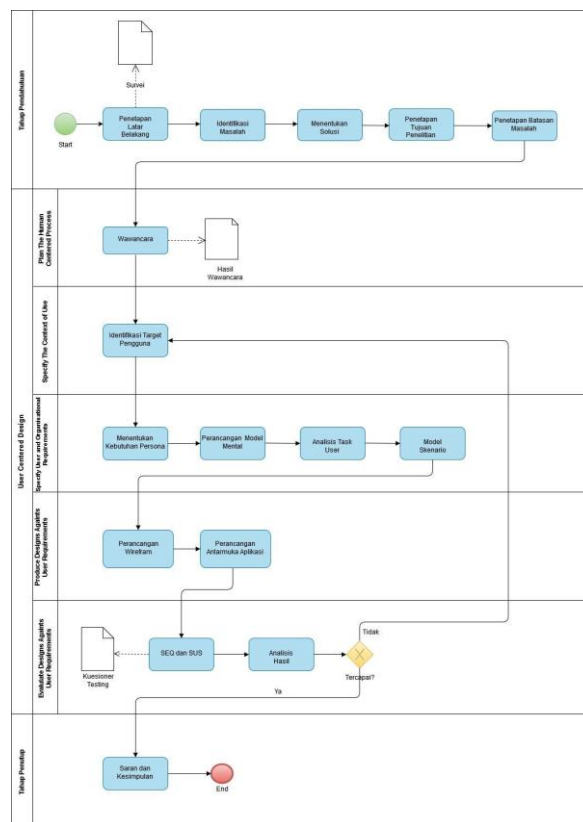 Tahap Pendahuluan
Survei
Start
Penetapan
Latar
Belakang
Identifikasi
Masalah
Menentukan
Solusi
Penetapan
Tujuan
Penelitian
Penetapan Batasan
Masalah
User Centered Design
Plan The Human
Centered Process
Wawancara
Hasil
Wawancara
Specify The Context of Use
Identifikasi Target
Pengguna
Specify User and Organisational
Requirements
Menentukan
Kebutuhan Persona
Perancangan Model
Mental
Analisis Task
User
Model
Skenario
Produce Designs Againts
User Requirements
Perancangan
Wirefram
Perancangan
Antarmuka Aplikasi
Evalutate Designs Againts
User Requirements
Kuesioner
Testing
SEQ dan SUS
Analisis
Hasil
Tidak
Tercapai?
Ya
Tahap Penutup
Saran dan
Kesimpulan
End